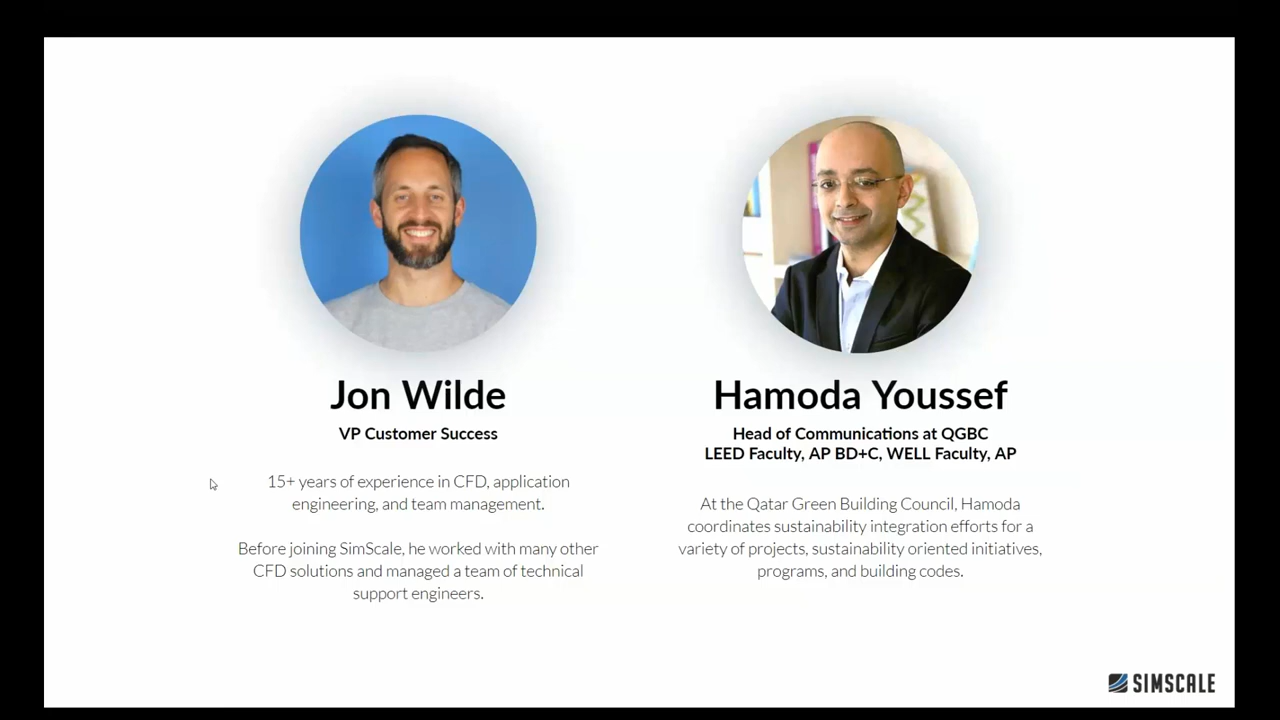 Jon Wilde
VP Customer Success
15+ years of experience in CFD, application
engineering, and team management.
Before joining SimScale, he worked with many other
CFD solutions and managed a team of technical
support engineers.
Hamoda Youssef
Head of Communications at QGBC
LEED Faculty, AP BD+C, WELL Faculty, AP
At the Qatar Green Building Council, Hamoda
coordinates sustainability integration efforts for a
variety of projects, sustainability oriented initiatives,
programs, and building codes.
SIMSCALE